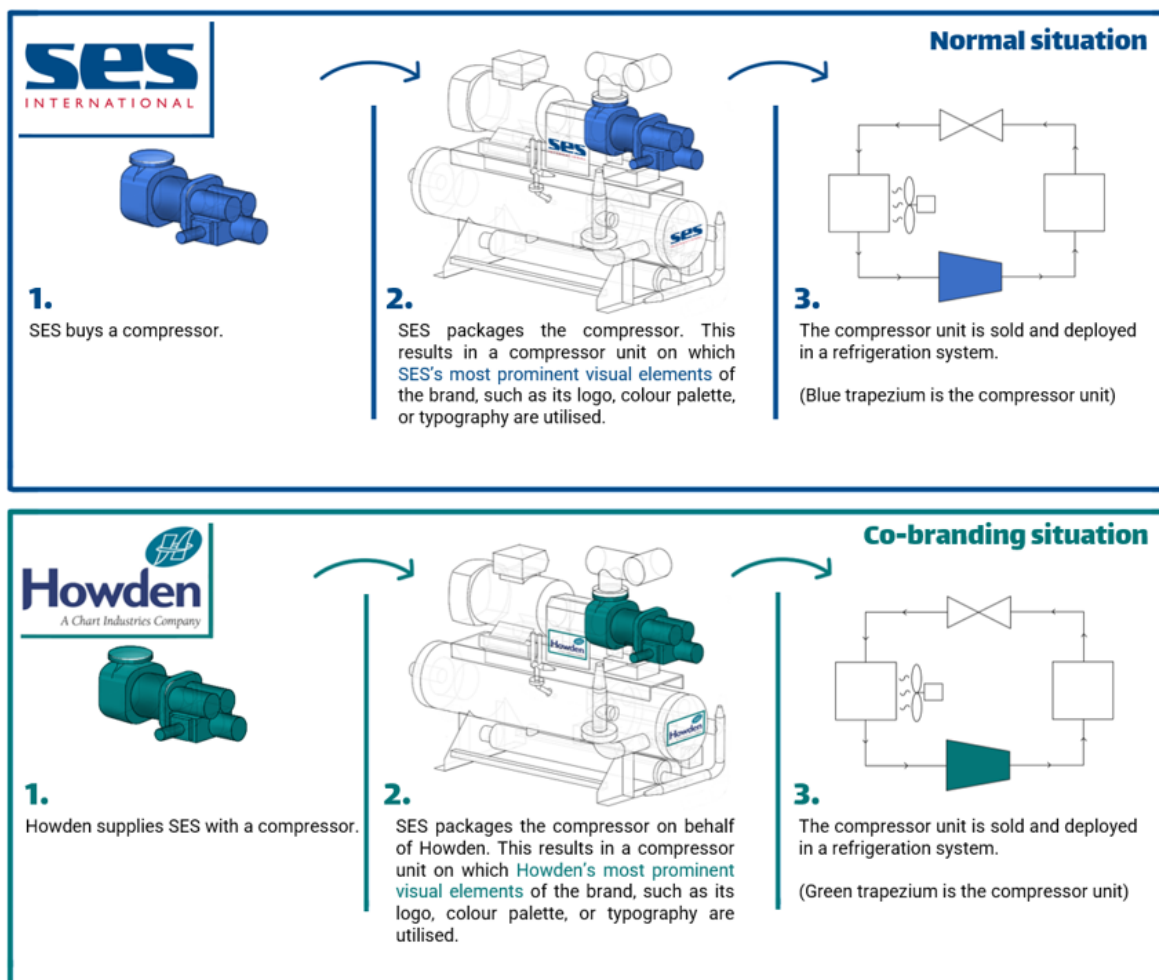 ses
INTERNATIONAL
Normal situation
ses
ses
1.
SES buys a compressor.
2.
SES packages the compressor. This
results in a compressor unit on which
SES's most prominent visual elements of
the brand, such as its logo, colour palette,
or typography are utilised.
3.
The compressor unit is sold and deployed
in a refrigeration system.
(Blue trapezium is the compressor unit)
Howden
A Chart Industries Company
Co-branding situation
Howden
Howden
1.
Howden supplies SES with a compressor.
2.
SES packages the compressor on behalf
of Howden. This results in a compressor
unit on which Howden's most prominent
visual elements of the brand, such as its
logo, colour palette, or typography are
utilised.
3.
The compressor unit is sold and deployed
in a refrigeration system.
(Green trapezium is the compressor unit)